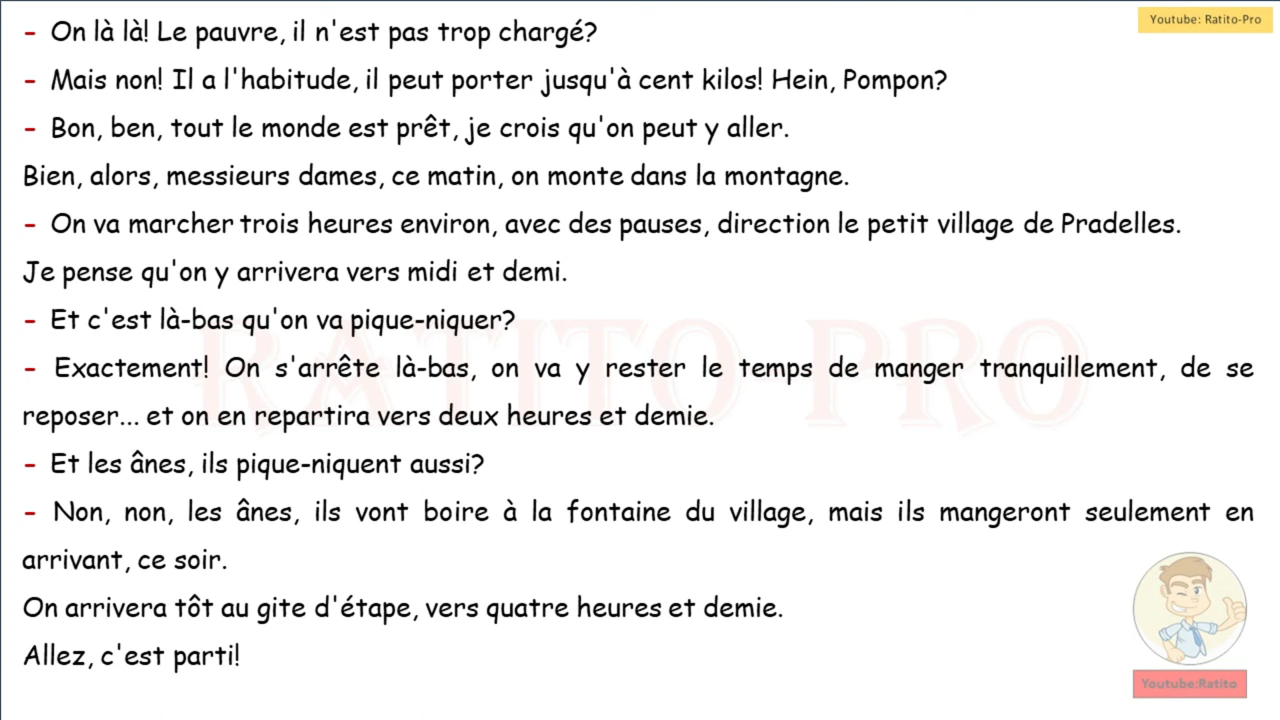 Youtube: Ratito-Pro
- On là là! Le pauvre, il n'est pas trop chargé?
- Mais non! Il a l'habitude, il peut porter jusqu'à cent kilos! Hein, Pompon?
- Bon, ben, tout le monde est prêt, je crois qu'on peut y aller.
Bien, alors, messieurs dames, ce matin, on monte dans la montagne.
- On va marcher trois heures environ, avec des pauses, direction le petit village de Pradelles.
Je pense qu'on y arrivera vers midi et demi.
- Et c'est là-bas qu'on va pique-niquer?
- Exactement! On s'arrête là-bas, on va y rester le temps de manger tranquillement, de se
reposer... et on en repartira vers deux heures et demie.
- Et les ânes, ils pique-niquent aussi?
- Non, non, les ânes, ils vont boire à la fontaine du village, mais ils mangeront seulement en
arrivant, ce soir.
On arrivera tôt au gite d'étape, vers quatre heures et demie.
Allez, c'est parti!
RATITO-PRO
Youtube:Ratito